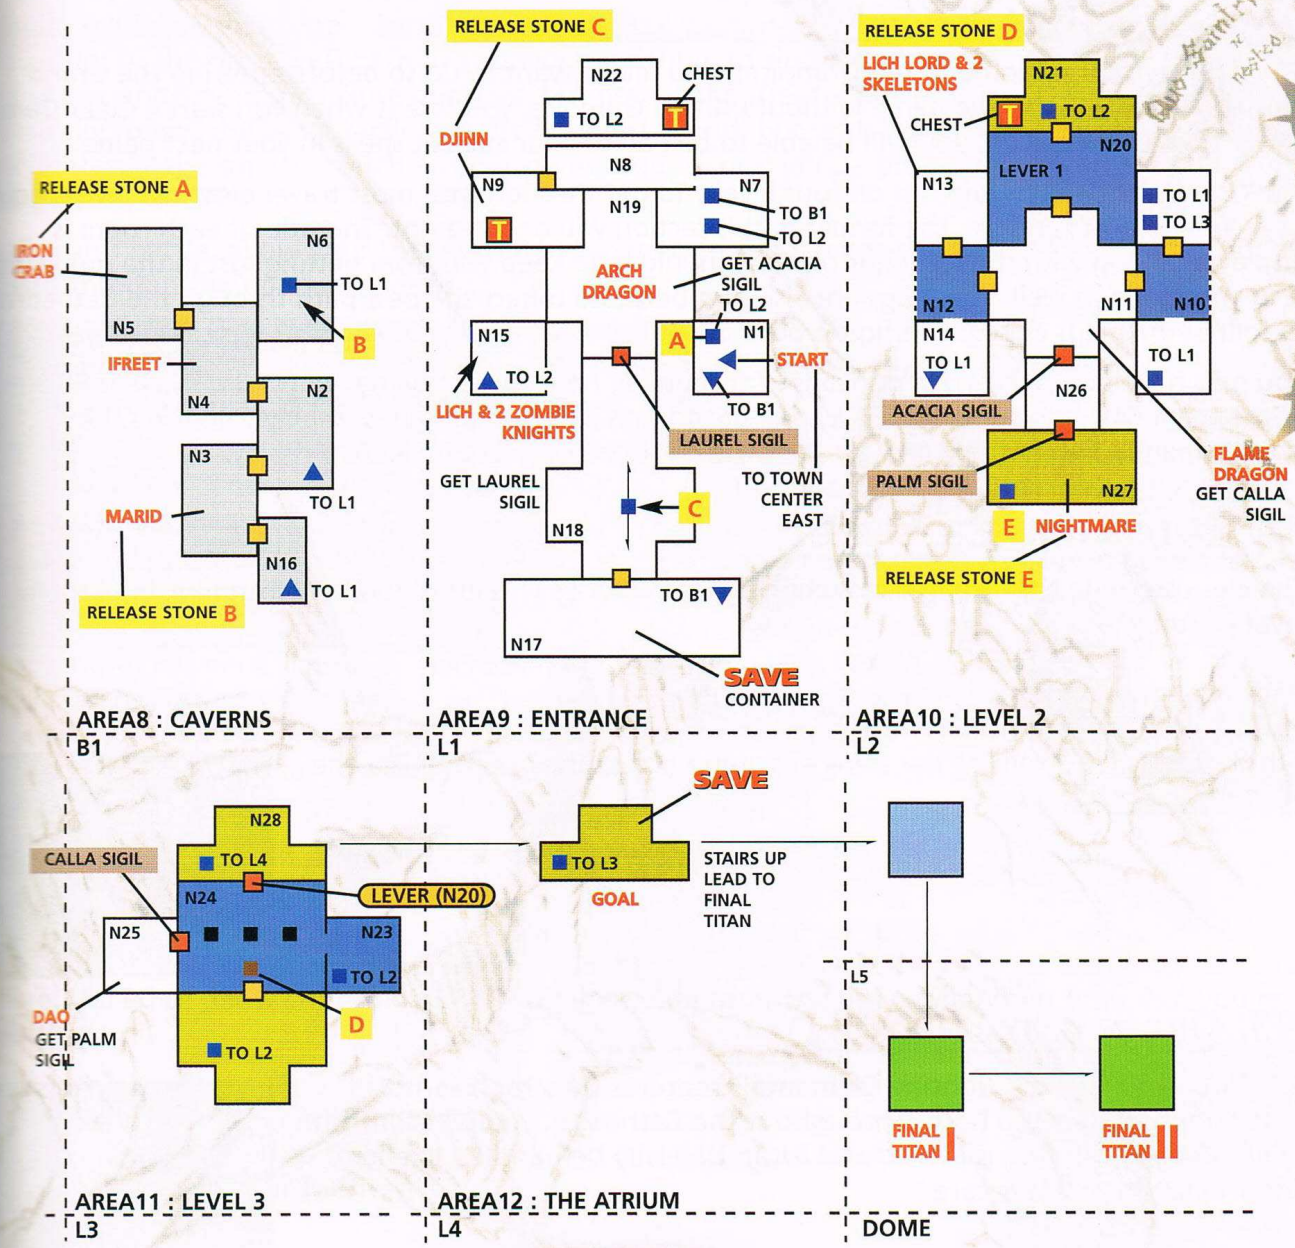 RELEASE STONE A
IRON
CRAB
N6
TO L1
B
N5
IFREET
N4
N2
N3
TO L1
MARID
N16
TO L1
RELEASE STONE B
AREA8 : CAVERNS
B1
RELEASE STONE C
N22
CHEST
TO L2
T
DJINN
N8
N9
N7
T
N19
TO B1
TO L2
ARCH
DRAGON
GET ACACIA
SIGIL
TO L2
N15
A
N1
START
TO L2
TO B1
LICH & 2 ZOMBIE
KNIGHTS
LAUREL SIGIL
GET LAUREL
SIGIL
TO TOWN
CENTER
EAST
C
N18
TO B1
N17
SAVE
CONTAINER
AREA9 : ENTRANCE
L1
RELEASE STONE D
LICH LORD & 2
SKELETONS
N21
T
TO L2
CHEST
N20
LEVER 1
N13
TO L1
TO L3
N12
N11
N10
N14
TO L1
TO L1
N26
ACACIA SIGIL
PALM SIGIL
FLAME
DRAGON
GET CALLA
SIGIL
N27
E
NIGHTMARE
RELEASE STONE E
AREA10 : LEVEL 2
L2
N28
CALLA SIGIL
TO L4
LEVER (N20)
N24
N25
N23
TO L2
DAO
GET PALM
SIGIL
D
TO L2
AREA11 : LEVEL 3
L3
SAVE
TO L3
GOAL
STAIRS UP
LEAD TO
FINAL
TITAN
AREA12 : THE ATRIUM
L4
L5
FINAL
TITAN I
FINAL
TITAN II
DOME